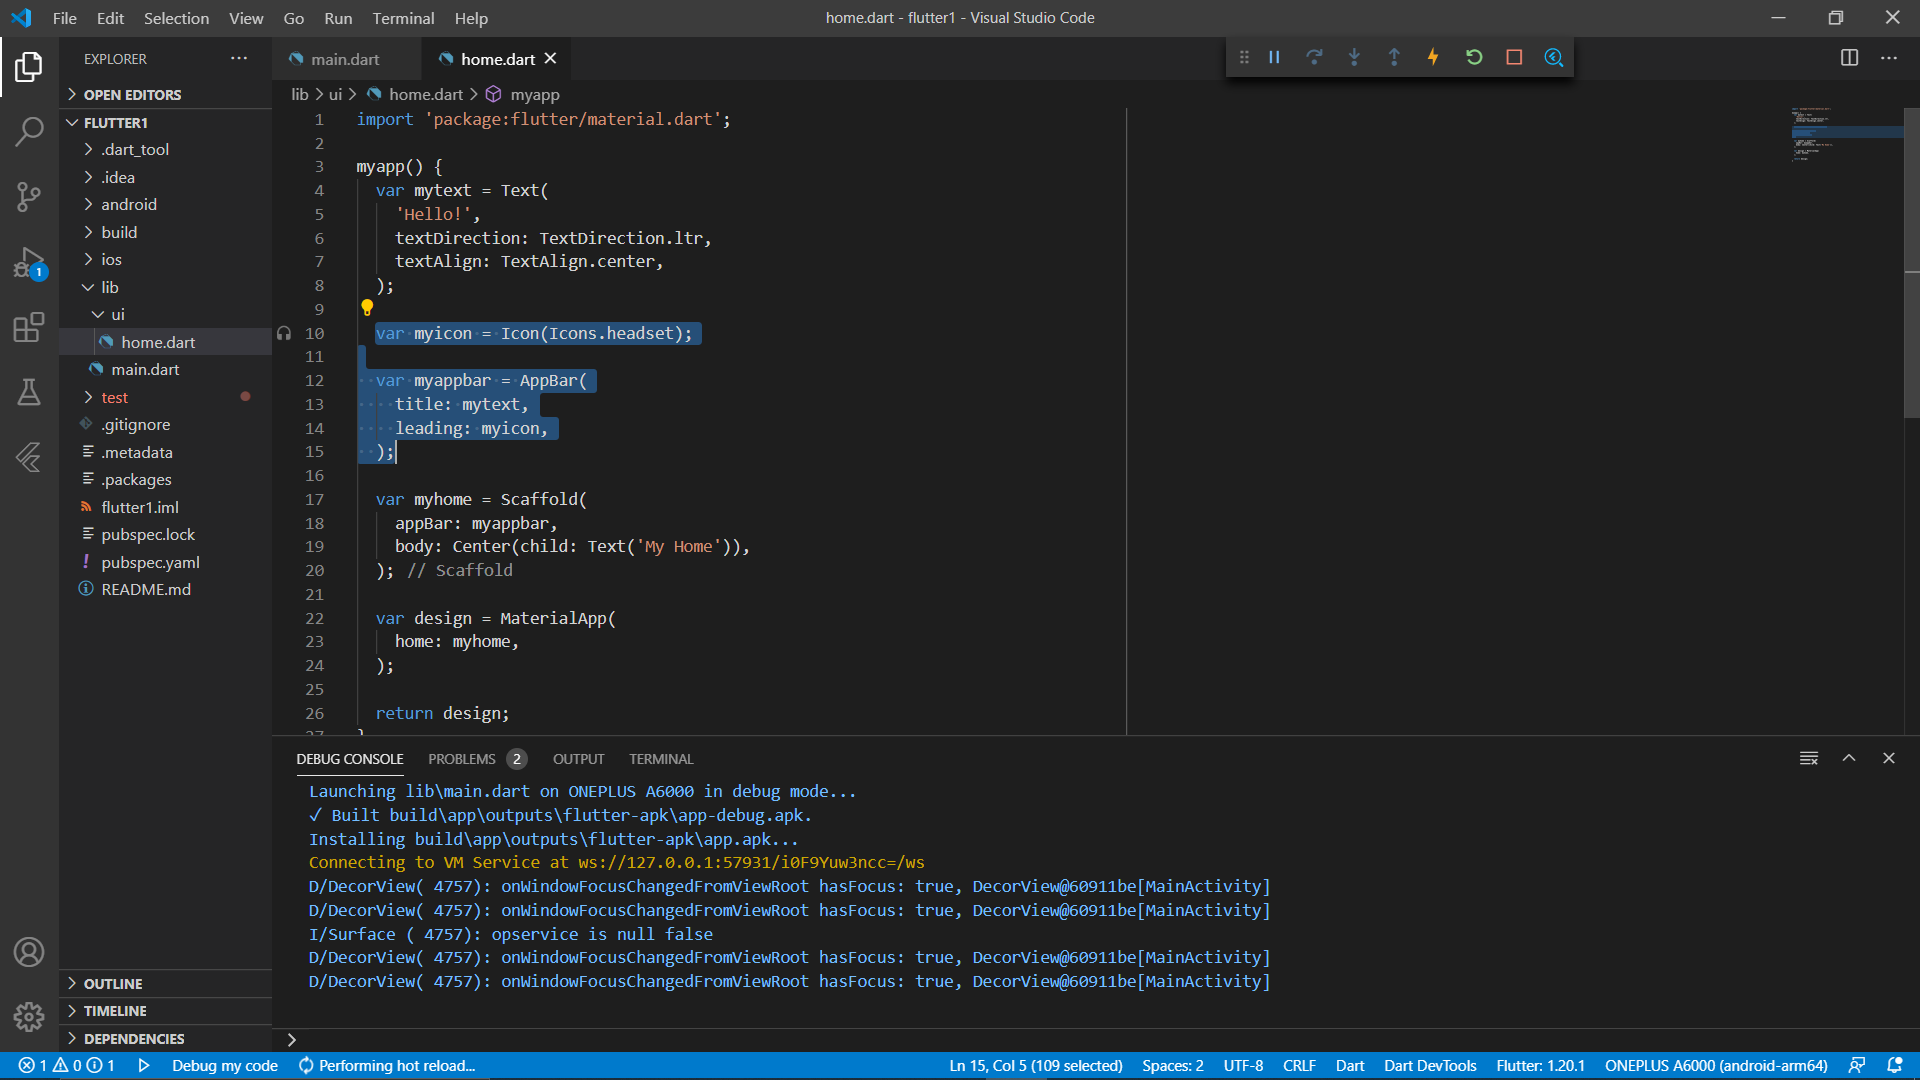 File Edit Selection View Go Run Terminal Help
home.dart - flutter1 - Visual Studio Code
EXPLORER
OPEN EDITORS
FLUTTER1
.dart_tool
.idea
android
build
ios
lib
ui
home.dart
main.dart
test
.gitignore
.metadata
.packages
flutter1.iml
pubspec.lock
pubspec.yaml
README.md
OUTLINE
TIMELINE
DEPENDENCIES
1
main.dart home.dart
lib > ui > home.dart > myapp
1 import 'package:flutter/material.dart';
2
3 myapp() {
4 var mytext = Text(
5 'Hello!',
6 textDirection: TextDirection.ltr,
7 textAlign: TextAlign.center,
8 );
9
10 var myicon = Icon(Icons.headset);
11
12 var myappbar = AppBar(
13 title: mytext,
14 leading: myicon,
15 );
16
17 var myhome = Scaffold(
18 appBar: myappbar,
19 body: Center(child: Text('My Home')),
20 ); // Scaffold
21
22 var design = MaterialApp(
23 home: myhome,
24 );
25
26 return design;
27 }
DEBUG CONSOLE PROBLEMS 2 OUTPUT TERMINAL
Launching lib\main.dart on ONEPLUS A6000 in debug mode...
✓ Built build\app\outputs\flutter-apk\app-debug.apk.
Installing build\app\outputs\flutter-apk\app.apk...
Connecting to VM Service at ws://127.0.0.1:57931/i0F9Yuw3ncc=/ws
D/DecorView( 4757): onWindowFocusChangedFromViewRoot hasFocus: true, DecorView@60911be[MainActivity]
D/DecorView( 4757): onWindowFocusChangedFromViewRoot hasFocus: true, DecorView@60911be[MainActivity]
I/Surface ( 4757): opservice is null false
D/DecorView( 4757): onWindowFocusChangedFromViewRoot hasFocus: true, DecorView@60911be[MainActivity]
D/DecorView( 4757): onWindowFocusChangedFromViewRoot hasFocus: true, DecorView@60911be[MainActivity]
>
1 0 1 Debug my code Performing hot reload... Ln 15, Col 5 (109 selected) Spaces: 2 UTF-8 CRLF Dart Dart DevTools Flutter: 1.20.1 ONEPLUS A6000 (android-arm64)